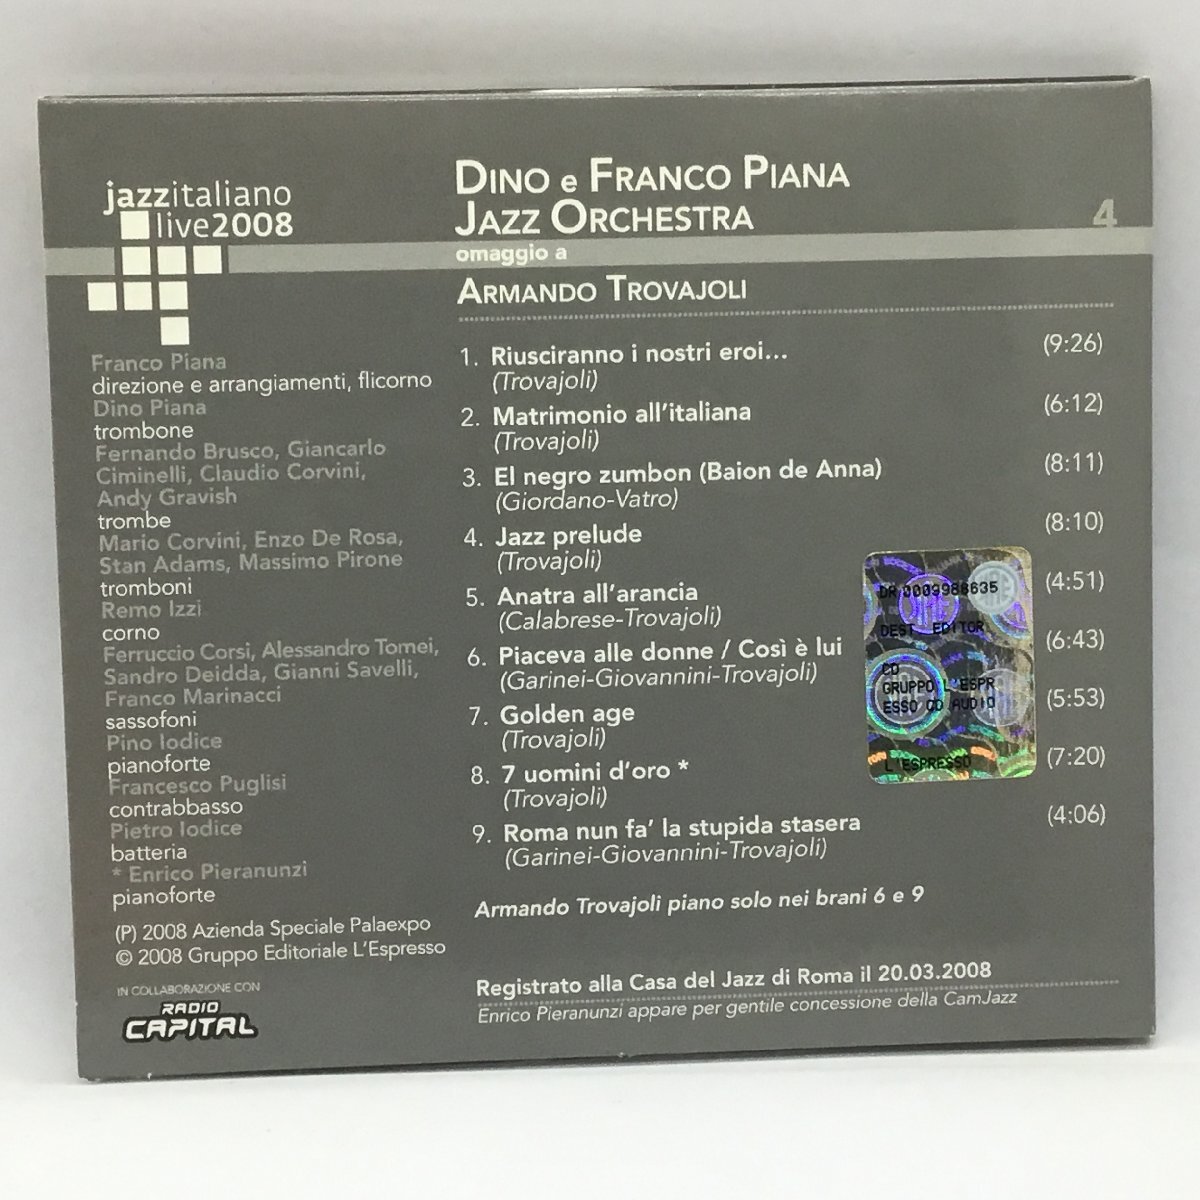 jazzitaliano
live2008
DINO e FRANCO PIANA
JAZZ ORCHESTRA
4
omaggio a
ARMANDO TROVAJOLI
Franco Piana
direzione e arrangiamenti, flicorno
Dino Piana
trombone
Fernando Brusco, Giancarlo
Ciminelli, Claudio Corvini,
Andy Gravish
trombe
Mario Corvini, Enzo De Rosa,
Stan Adams, Massimo Pirone
tromboni
Remo Izzi
corno
Ferruccio Corsi, Alessandro Tomei,
Sandro Deidda, Gianni Savelli,
Franco Marinacci
sassofoni
Pino Iodice
pianoforte
Francesco Puglisi
contrabbasso
Pietro Iodice
batteria
* Enrico Pieranunzi
pianoforte
(P) 2008 Azienda Speciale Palaexpo
© 2008 Gruppo Editoriale L'Espresso
IN COLLABORAZIONE CON
RADIO
CAPITAL
1. Riusciranno i nostri eroi... (9:26)
(Trovajoli)
2. Matrimonio all'italiana (6:12)
(Trovajoli)
3. El negro zumbon (Baion de Anna) (8:11)
(Giordano-Vatro)
4. Jazz prelude (8:10)
(Trovajoli)
5. Anatra all'arancia (4:51)
(Calabrese-Trovajoli)
6. Piaceva alle donne / Così è lui (6:43)
(Garinei-Giovannini-Trovajoli)
7. Golden age (5:53)
(Trovajoli)
8. 7 uomini d'oro * (7:20)
(Trovajoli)
9. Roma nun fa' la stupida stasera (4:06)
(Garinei-Giovannini-Trovajoli)
Armando Trovajoli piano solo nei brani 6 e 9
Registrato alla Casa del Jazz di Roma il 20.03.2008
Enrico Pieranunzi appare per gentile concessione della CamJazz
DR 0003988635
DEST. EDITOR
CD
GRUPPO L'ESPR
ESSO CD AUDIO
L'ESPRESSO